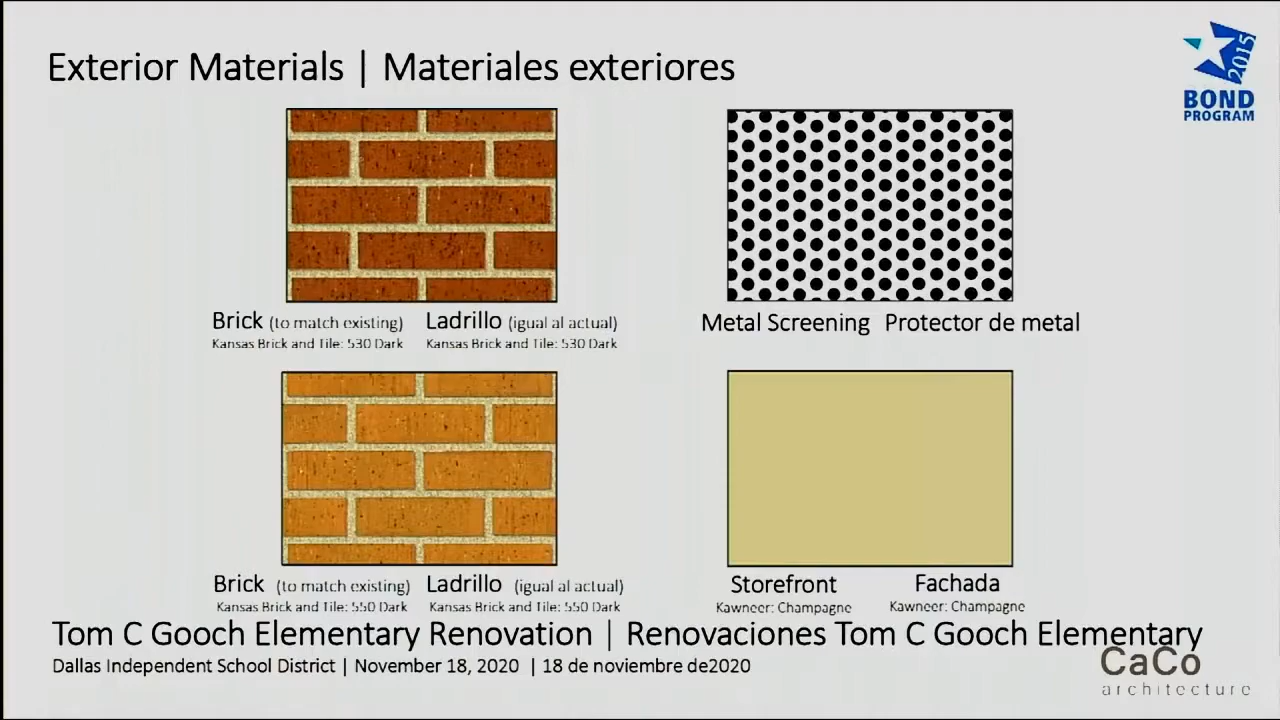 Exterior Materials | Materiales exteriores
2015
BOND
PROGRAM
Brick (to match existing) Ladrillo (igual al actual)
Kansas Brick and Tile: 530 Dark Kansas Brick and Tile: 530 Dark
Metal Screening Protector de metal
Brick (to match existing) Ladrillo (igual al actual)
Kansas Brick and Tile: 550 Dark Kansas Brick and Tile: 550 Dark
Storefront Fachada
Kawneer: Champagne Kawneer: Champagne
Tom C Gooch Elementary Renovation | Renovaciones Tom C Gooch Elementary
Dallas Independent School District | November 18, 2020 | 18 de noviembre de2020
CaCo
architecture